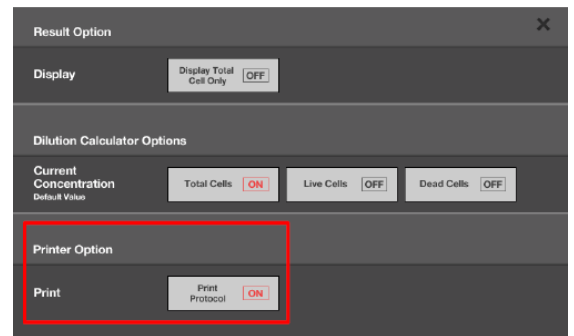 Result Option
Display
Display Total
Cell Only
OFF
Dilution Calculator Options
Current
Concentration
Default Value
Total Cells ON
Live Cells OFF
Dead Cells OFF
Printer Option
Print
Print
Protocol
ON